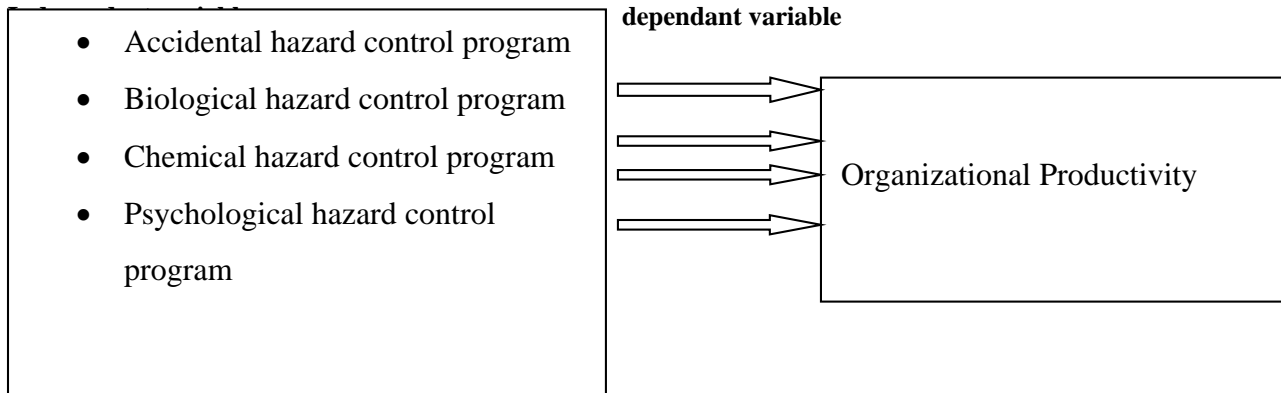 dependant variable
Accidental hazard control program
Biological hazard control program
Chemical hazard control program
Psychological hazard control
program
Organizational Productivity